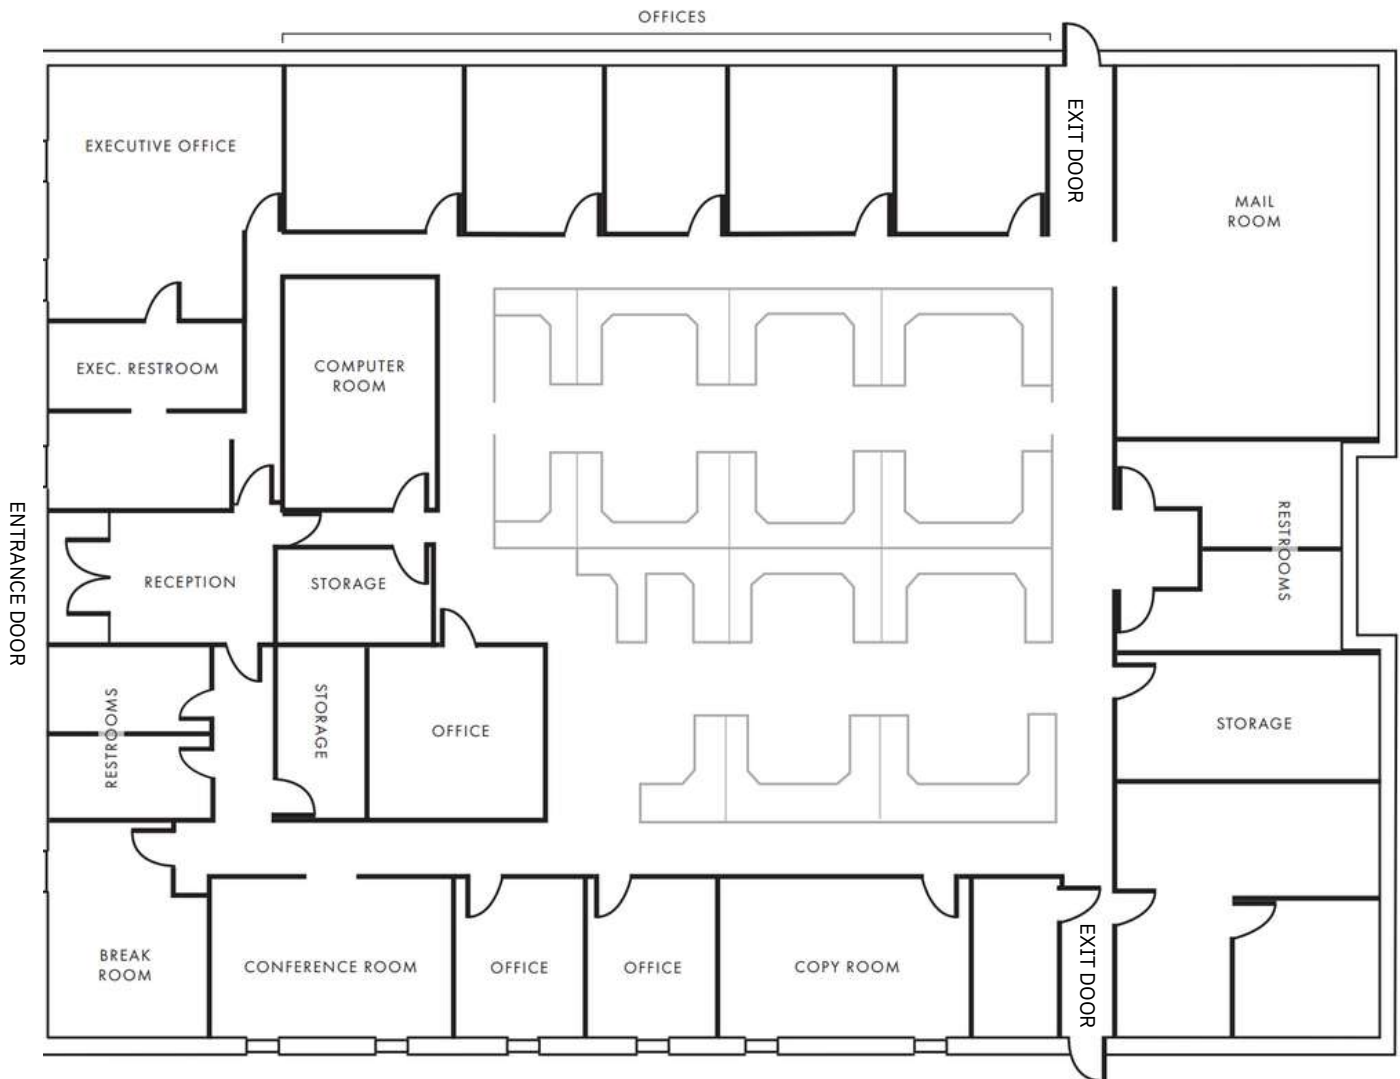 OFFICES
EXECUTIVE OFFICE
EXIT DOOR
MAIL
ROOM
EXEC. RESTROOM
COMPUTER
ROOM
ENTRANCE DOOR
RECEPTION
STORAGE
RESTROOMS
RESTROOMS
STORAGE
OFFICE
STORAGE
BREAK
ROOM
CONFERENCE ROOM
OFFICE
OFFICE
COPY ROOM
EXIT DOOR